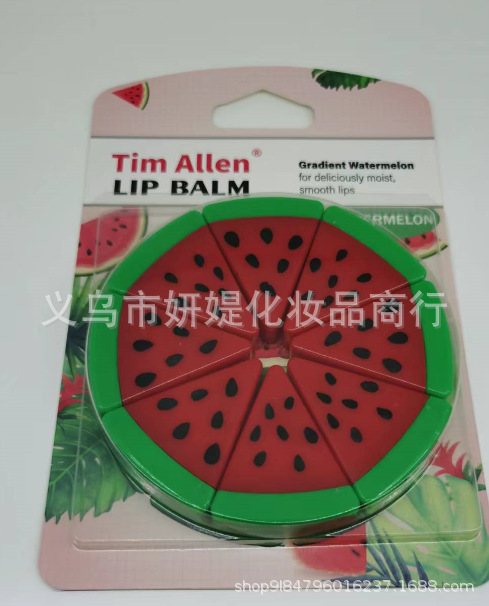 Tim Allen®
LIP BALM
Gradient Watermelon
for deliciously moist,
smooth lips
ERMELON
义乌市妍媞化妆品商行
shop9l84796016237.1688.com